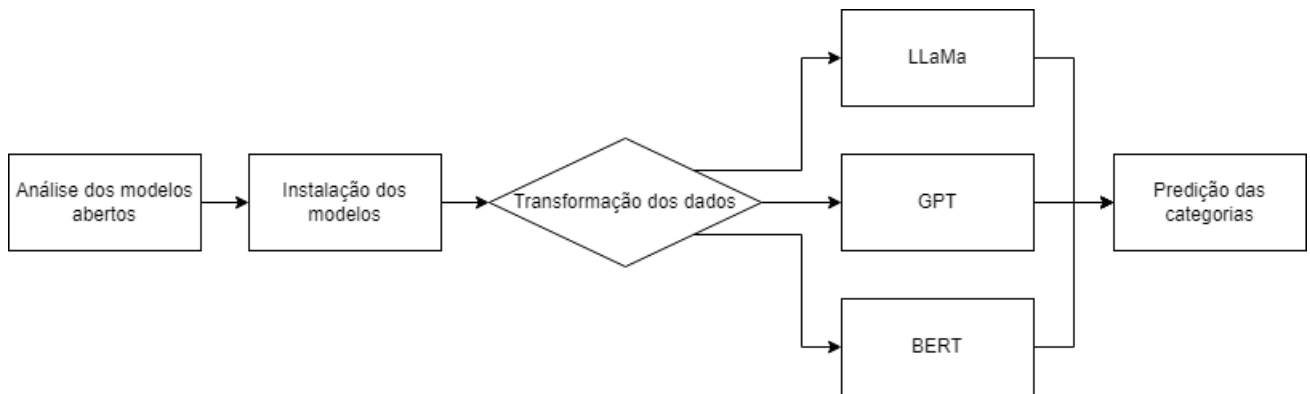 LLaMa
Análise dos modelos
abertos
Instalação dos
modelos
Transformação dos dados
GPT
Predição das
categorias
BERT